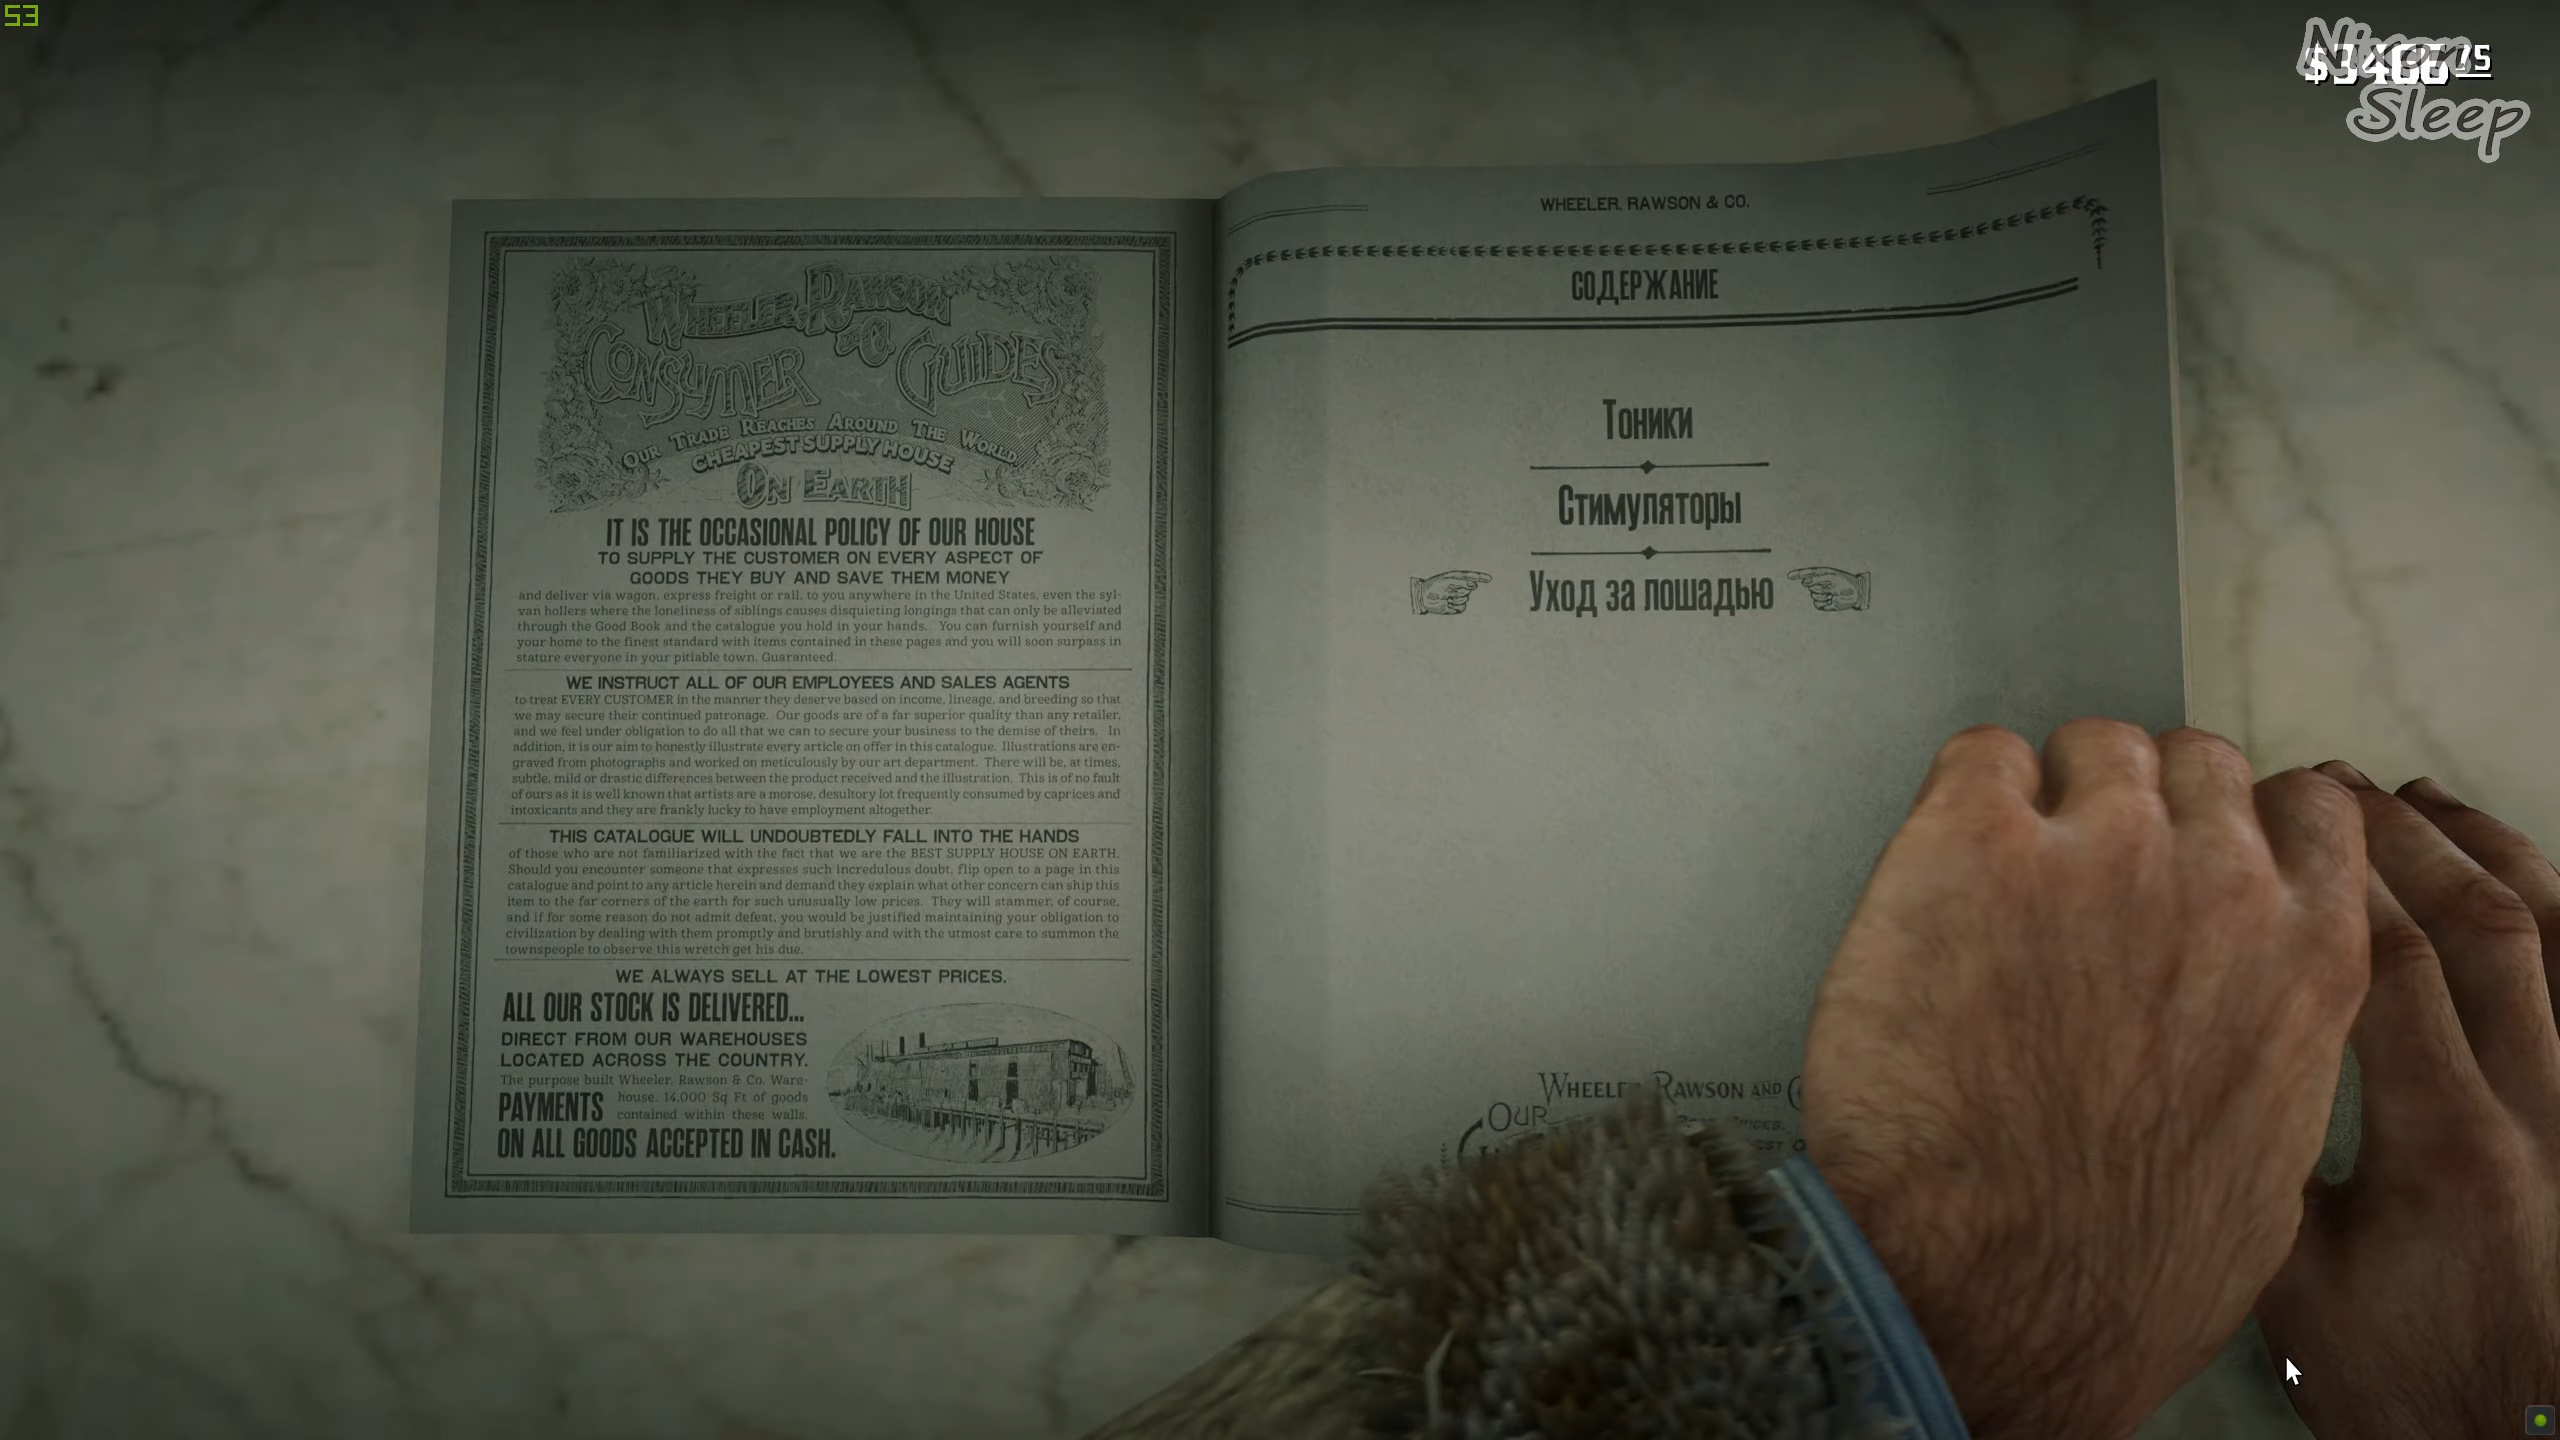 53
Nixon
Sleep
WHEELER, RAWSON
AND CO.
CONSUMER GUIDES
OUR TRADE REACHES AROUND THE WORLD.
CHEAPEST SUPPLY HOUSE
ON EARTH
IT IS THE OCCASIONAL POLICY OF OUR HOUSE
TO SUPPLY THE CUSTOMER ON EVERY ASPECT OF
GOODS THEY BUY AND SAVE THEM MONEY
and deliver via wagon, express freight or rail, to you anywhere in the United States, even the syl-
van hollers where the loneliness of siblings causes disquieting longings that can only be alleviated
through the Good Book and the catalogue you hold in your hands. You can furnish yourself and
your home to the finest standard with items contained in these pages and you will soon surpass in
stature everyone in your pitiable town. Guaranteed.
WE INSTRUCT ALL OF OUR EMPLOYEES AND SALES AGENTS
to treat EVERY CUSTOMER in the manner they deserve based on income, lineage, and breeding so that
we may secure their continued patronage. Our goods are of a far superior quality than any retailer,
and we feel under obligation to do all that we can to secure your business to the demise of theirs. In
addition, it is our aim to honestly illustrate every article on offer in this catalogue. Illustrations are en-
graved from photographs and worked on meticulously by our art department. There will be, at times,
subtle, mild or drastic differences between the product received and the illustration. This is of no fault
of ours as it is well known that artists are a morose, desultory lot frequently consumed by caprices and
intoxicants and they are frankly lucky to have employment altogether.
THIS CATALOGUE WILL UNDOUBTEDLY FALL INTO THE HANDS
of those who are not familiarized with the fact that we are the BEST SUPPLY HOUSE ON EARTH.
Should you encounter someone that expresses such incredulous doubt, flip open to a page in this
catalogue and point to any article herein and demand they explain what other concern can ship this
item to the far corners of the earth for such unusually low prices. They will stammer, of course,
and if for some reason do not admit defeat, you would be justified maintaining your obligation to
civilization by dealing with them promptly and brutishly and with the utmost care to summon the
townspeople to observe this wretch get his due.
WE ALWAYS SELL AT THE LOWEST PRICES.
ALL OUR STOCK IS DELIVERED...
DIRECT FROM OUR WAREHOUSES
LOCATED ACROSS THE COUNTRY.
The purpose built Wheeler, Rawson & Co. Ware-
house. 14,000 Sq Ft of goods
contained within these walls.
PAYMENTS
ON ALL GOODS ACCEPTED IN CASH.
WHEELER, RAWSON & CO.
СОДЕРЖАНИЕ
Тоники
Стимуляторы
Уход за лошадью
RAWSON AND
OUR